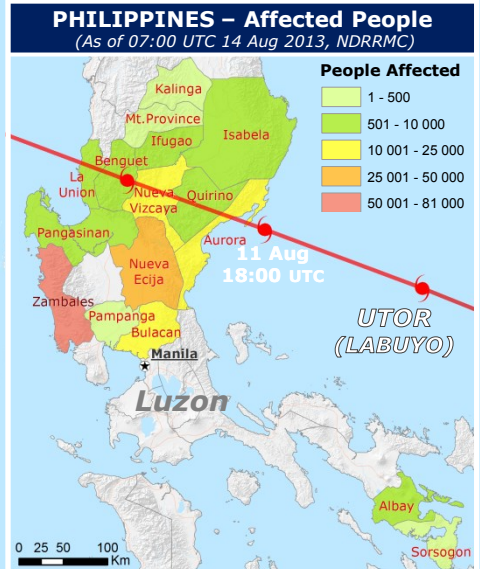 PHILIPPINES – Affected People
(As of 07:00 UTC 14 Aug 2013, NDRRMC)
People Affected
1 - 500
501 - 10 000
10 001 - 25 000
25 001 - 50 000
50 001 - 81 000
Kalinga
Mt.Province
Ifugao
Isabela
Benguet
La
Union
Nueva
Vizcaya
Quirino
Pangasinan
Aurora
11 Aug
18:00 UTC
Nueva
Ecija
Zambales
Pampanga
Bulacan
UTOR
(LABUYO)
Manila
Luzon
Albay
Sorsogon
0 25 50 100
Km